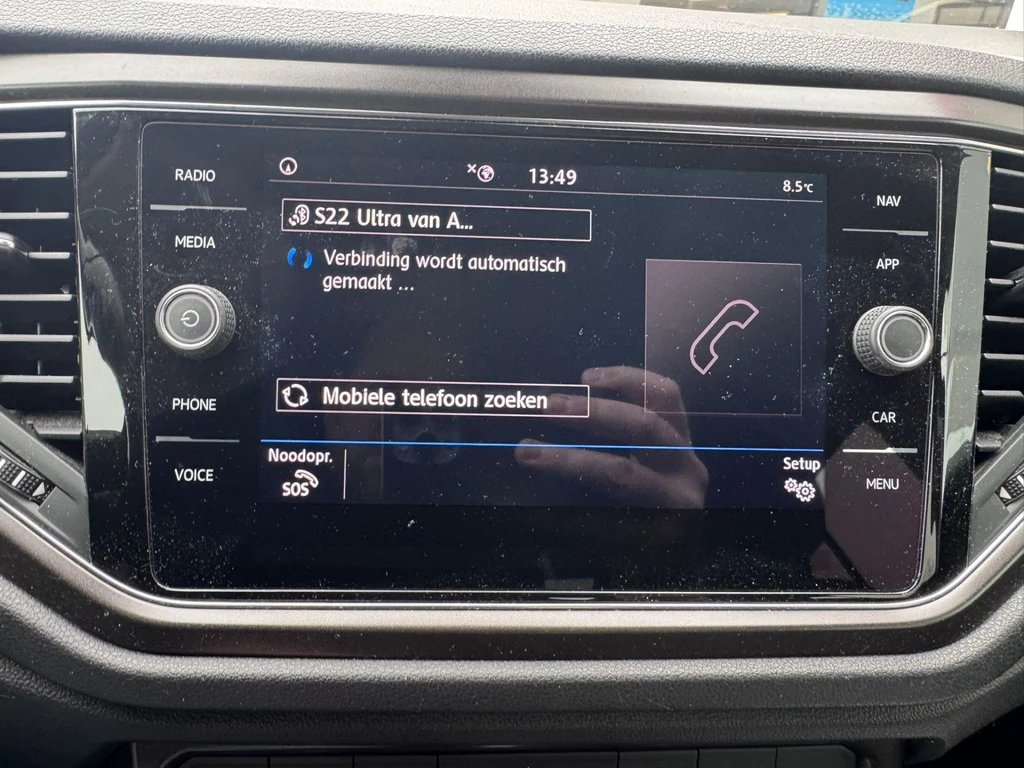 RADIO
MEDIA
PHONE
VOICE
13:49
8.5°C
S22 Ultra van A...
Verbinding wordt automatisch
gemaakt ...
Mobiele telefoon zoeken
Noodopr.
SOS
Setup
NAV
APP
CAR
MENU